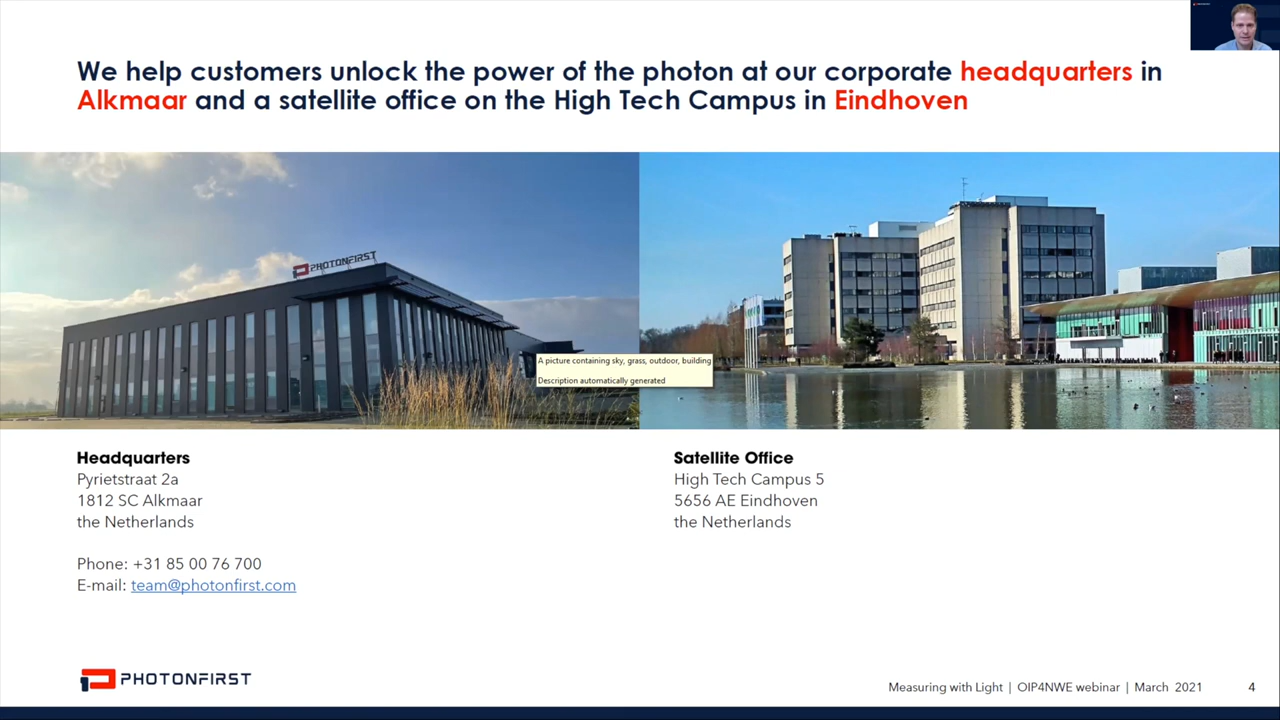 We help customers unlock the power of the photon at our corporate headquarters in
Alkmaar and a satellite office on the High Tech Campus in Eindhoven
PHOTONFIRST
A picture containing sky, grass, outdoor, building
Description automatically generated
Headquarters
Pyrietstraat 2a
1812 SC Alkmaar
the Netherlands
Phone: +31 85 00 76 700
E-mail: team@photonfirst.com
Satellite Office
High Tech Campus 5
5656 AE Eindhoven
the Netherlands
PHOTONFIRST
Measuring with Light | OIP4NWE webinar | March 2021
4